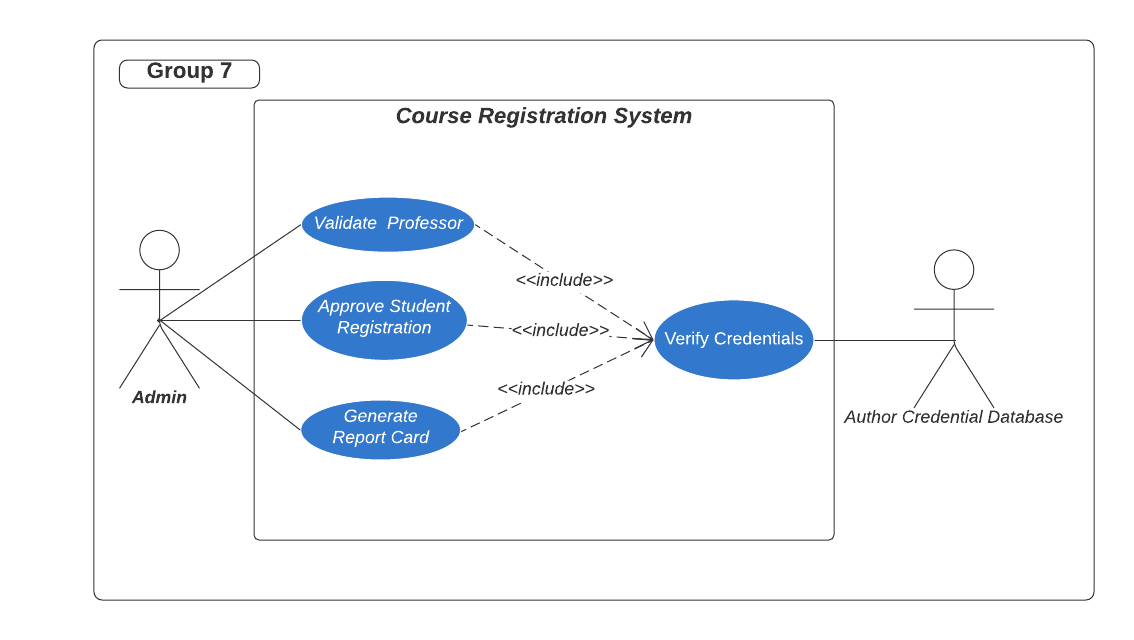 Group 7
Course Registration System
Validate  Professor
<<include>>
Approve Student
Registration
<<include>>
Verify Credentials
<<include>>
Admin
Generate
Report Card
Author Credential Database